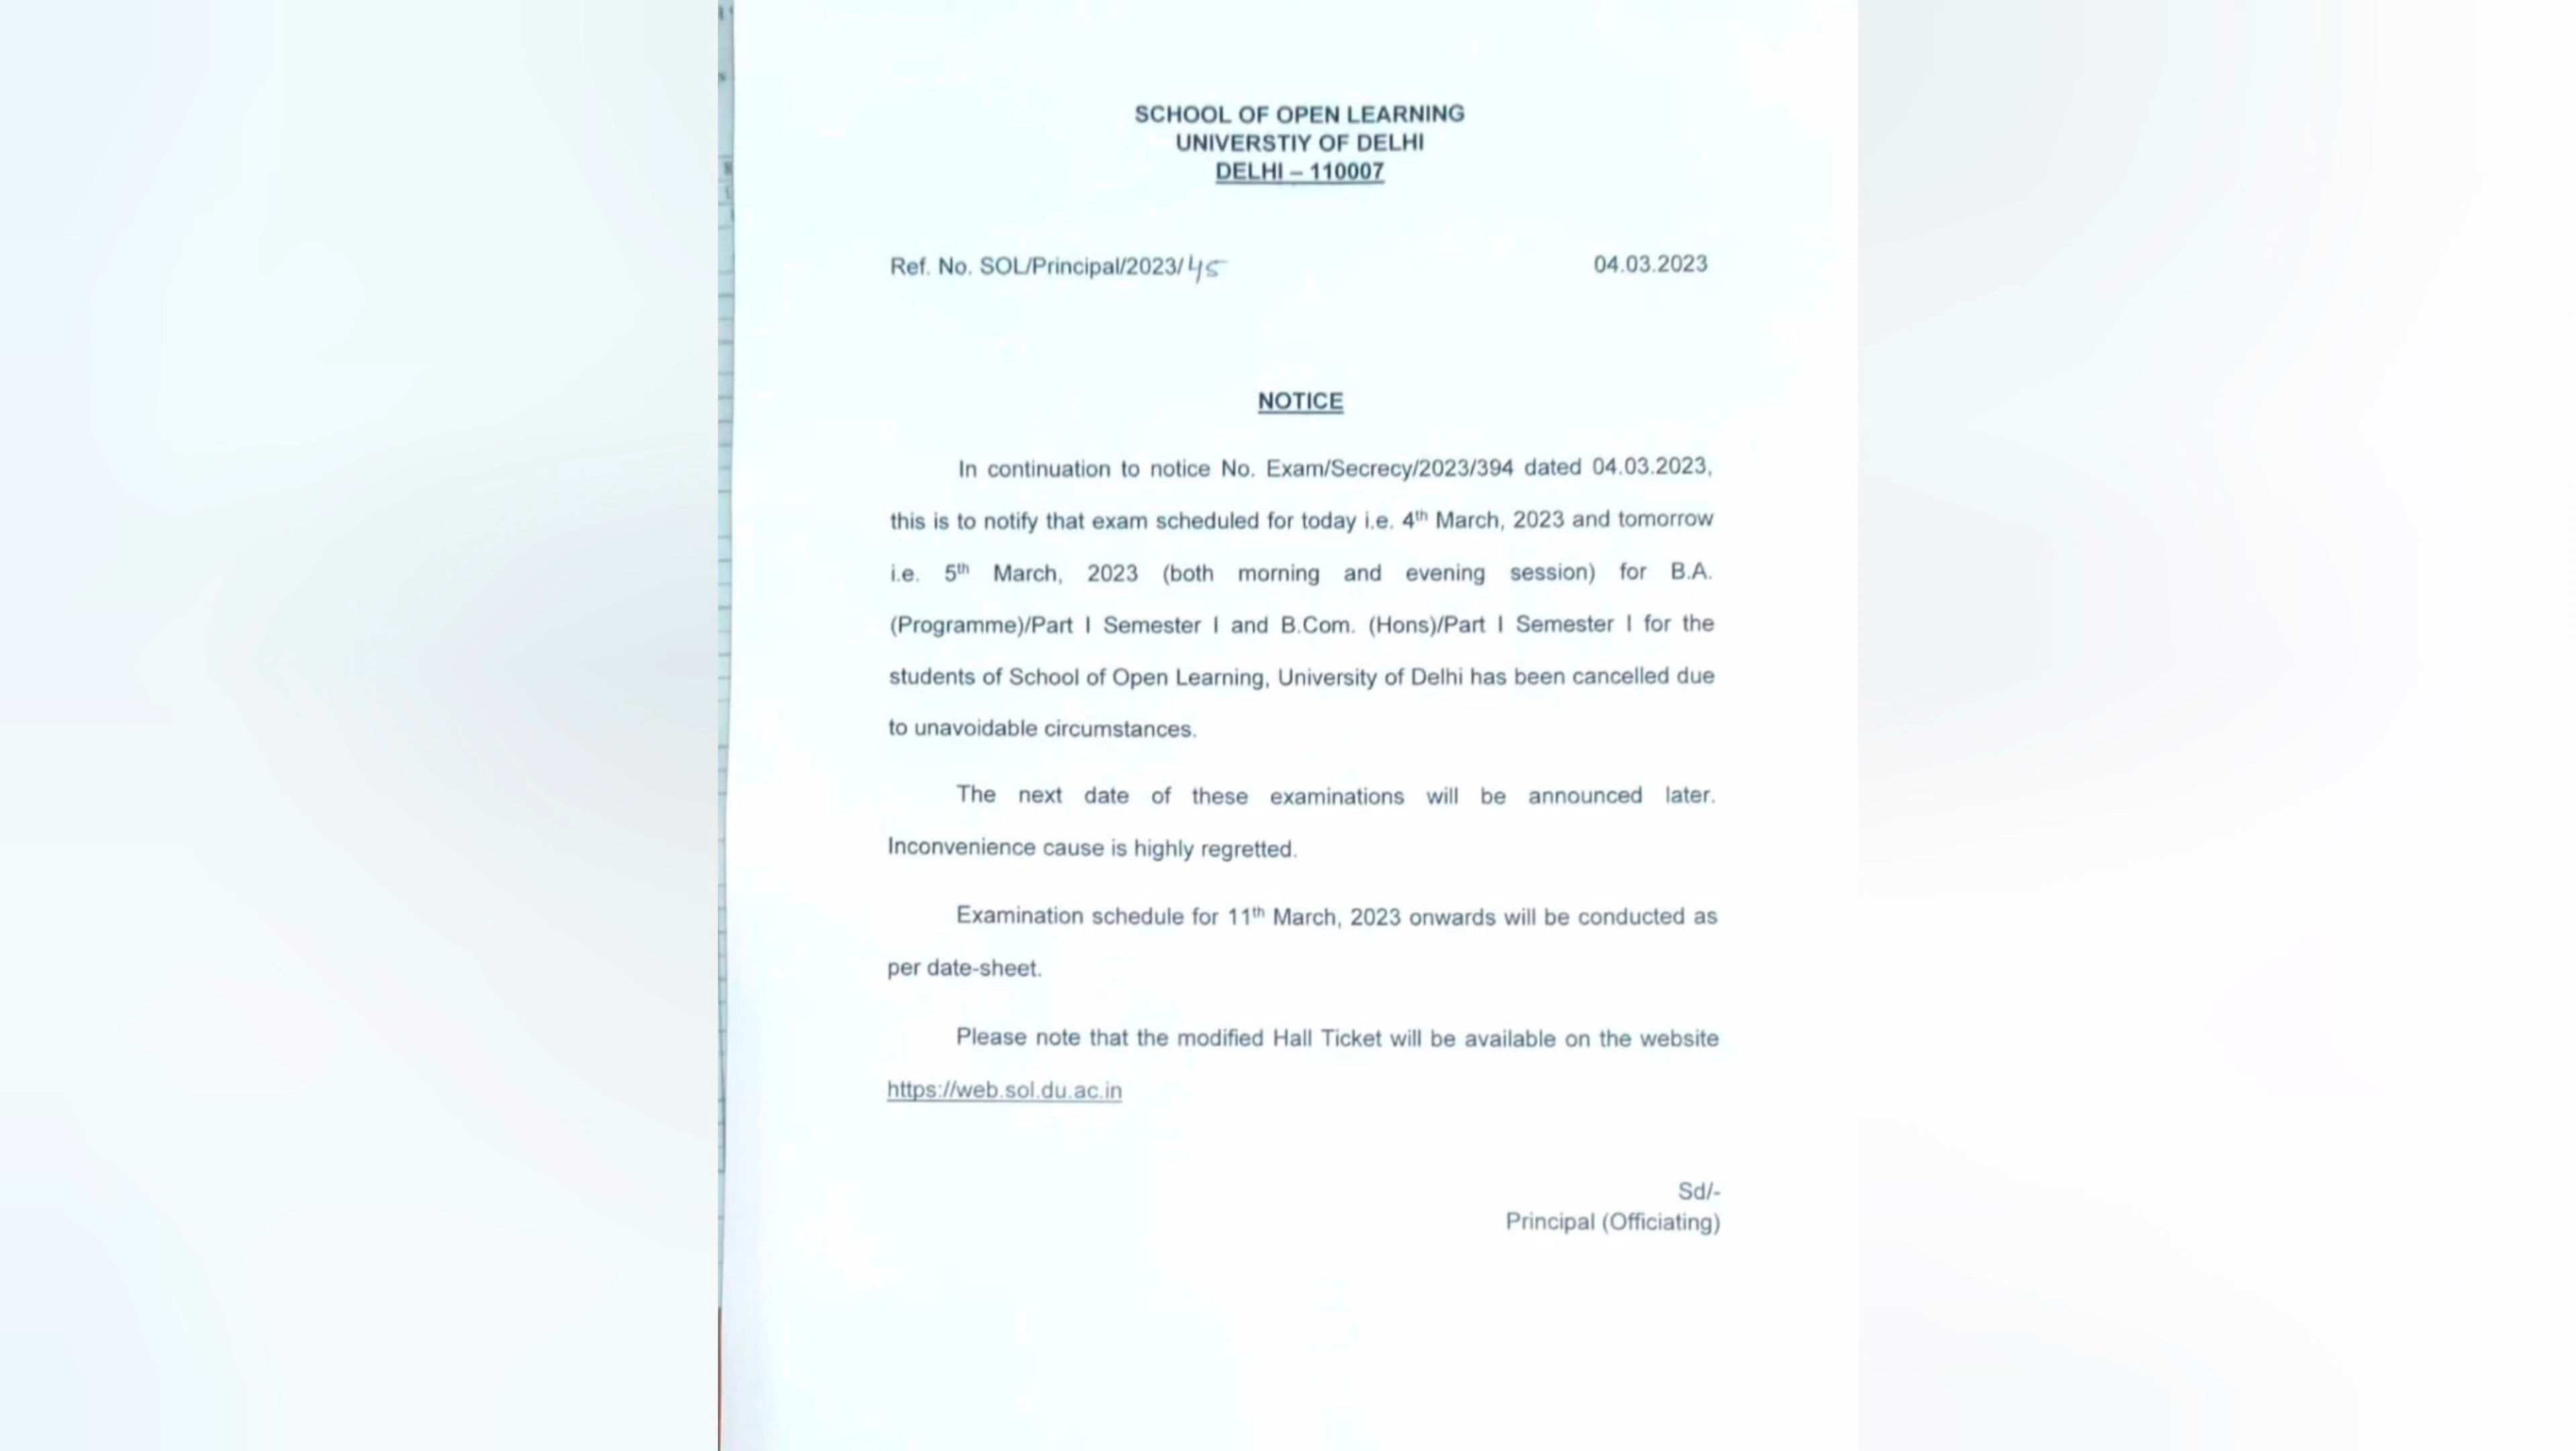 SCHOOL OF OPEN LEARNING
UNIVERSTIY OF DELHI
DELHI – 110007
Ref. No. SOL/Principal/2023/45
04.03.2023
NOTICE
In continuation to notice No. Exam/Secrecy/2023/394 dated 04.03.2023,
this is to notify that exam scheduled for today i.e. 4th March, 2023 and tomorrow
i.e. 5th March, 2023 (both morning and evening session) for B.A.
(Programme)/Part I Semester I and B.Com. (Hons)/Part I Semester I for the
students of School of Open Learning, University of Delhi has been cancelled due
to unavoidable circumstances.
The next date of these examinations will be announced later.
Inconvenience cause is highly regretted.
Examination schedule for 11th March, 2023 onwards will be conducted as
per date-sheet.
Please note that the modified Hall Ticket will be available on the website
https://web.sol.du.ac.in
Sd/-
Principal (Officiating)